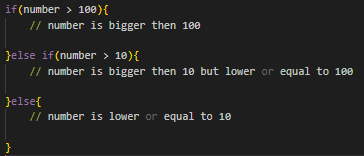 if(number > 100){
// number is bigger then 100
}else if(number > 10){
// number is bigger then 10 but lower or equal to 100
}else{
// number is lower or equal to 10
}